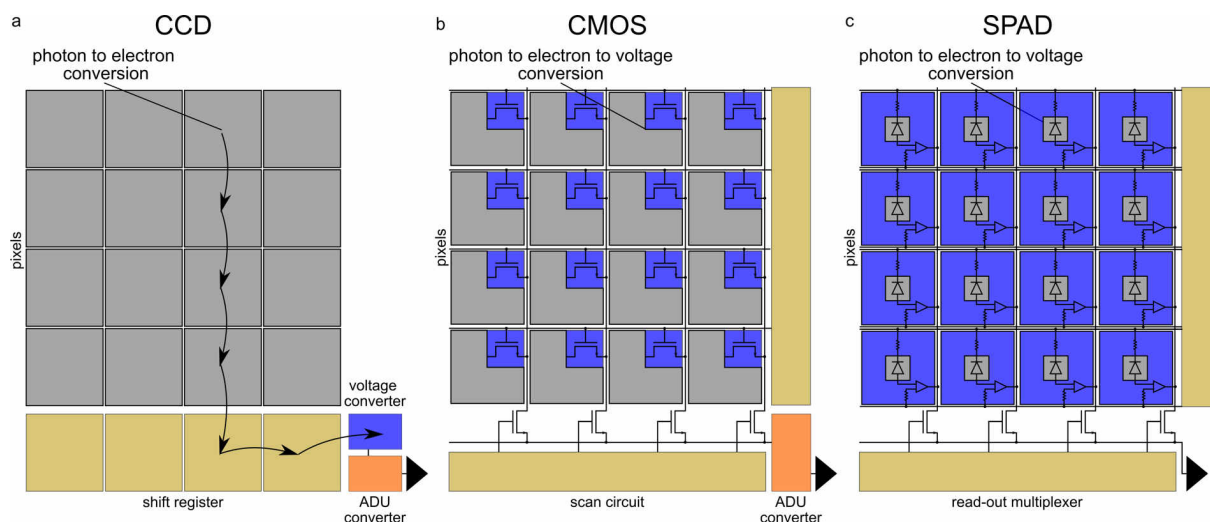 a
CCD
photon to electron
conversion
pixels
voltage
converter
shift register
ADU
converter
b
CMOS
photon to electron to voltage
conversion
pixels
scan circuit
ADU
converter
c
SPAD
photon to electron to voltage
conversion
pixels
read-out multiplexer